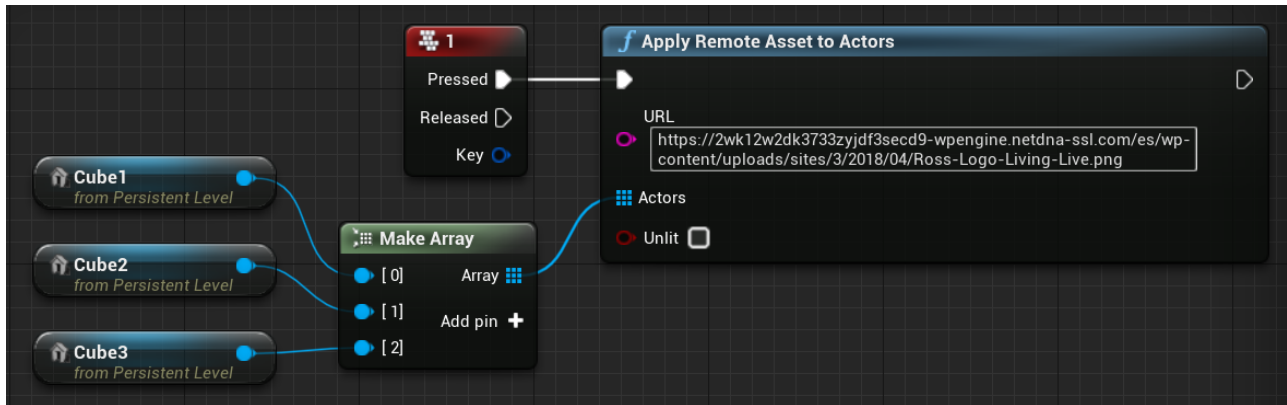 1
Pressed
Released
Key
Apply Remote Asset to Actors
URL
https://2wk12w2dk3733zyjdf3secd9-wpengine.netdna-ssl.com/es/wp-
content/uploads/sites/3/2018/04/Ross-Logo-Living-Live.png
Actors
Unlit
Cube1
from Persistent Level
Cube2
from Persistent Level
Cube3
from Persistent Level
Make Array
[ 0] Array
[ 1] Add pin
[ 2]